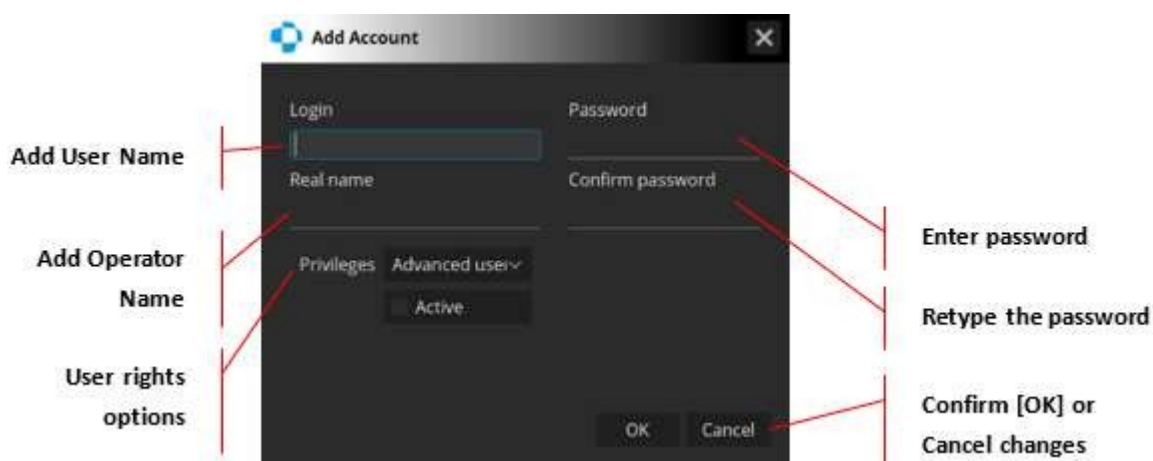 Add Account
Login
Password
Add User Name
Real name
Confirm password
Enter password
Add Operator
Name
Privileges
Advanced user
Active
Retype the password
User rights
options
Confirm [OK] or
Cancel changes
OK
Cancel